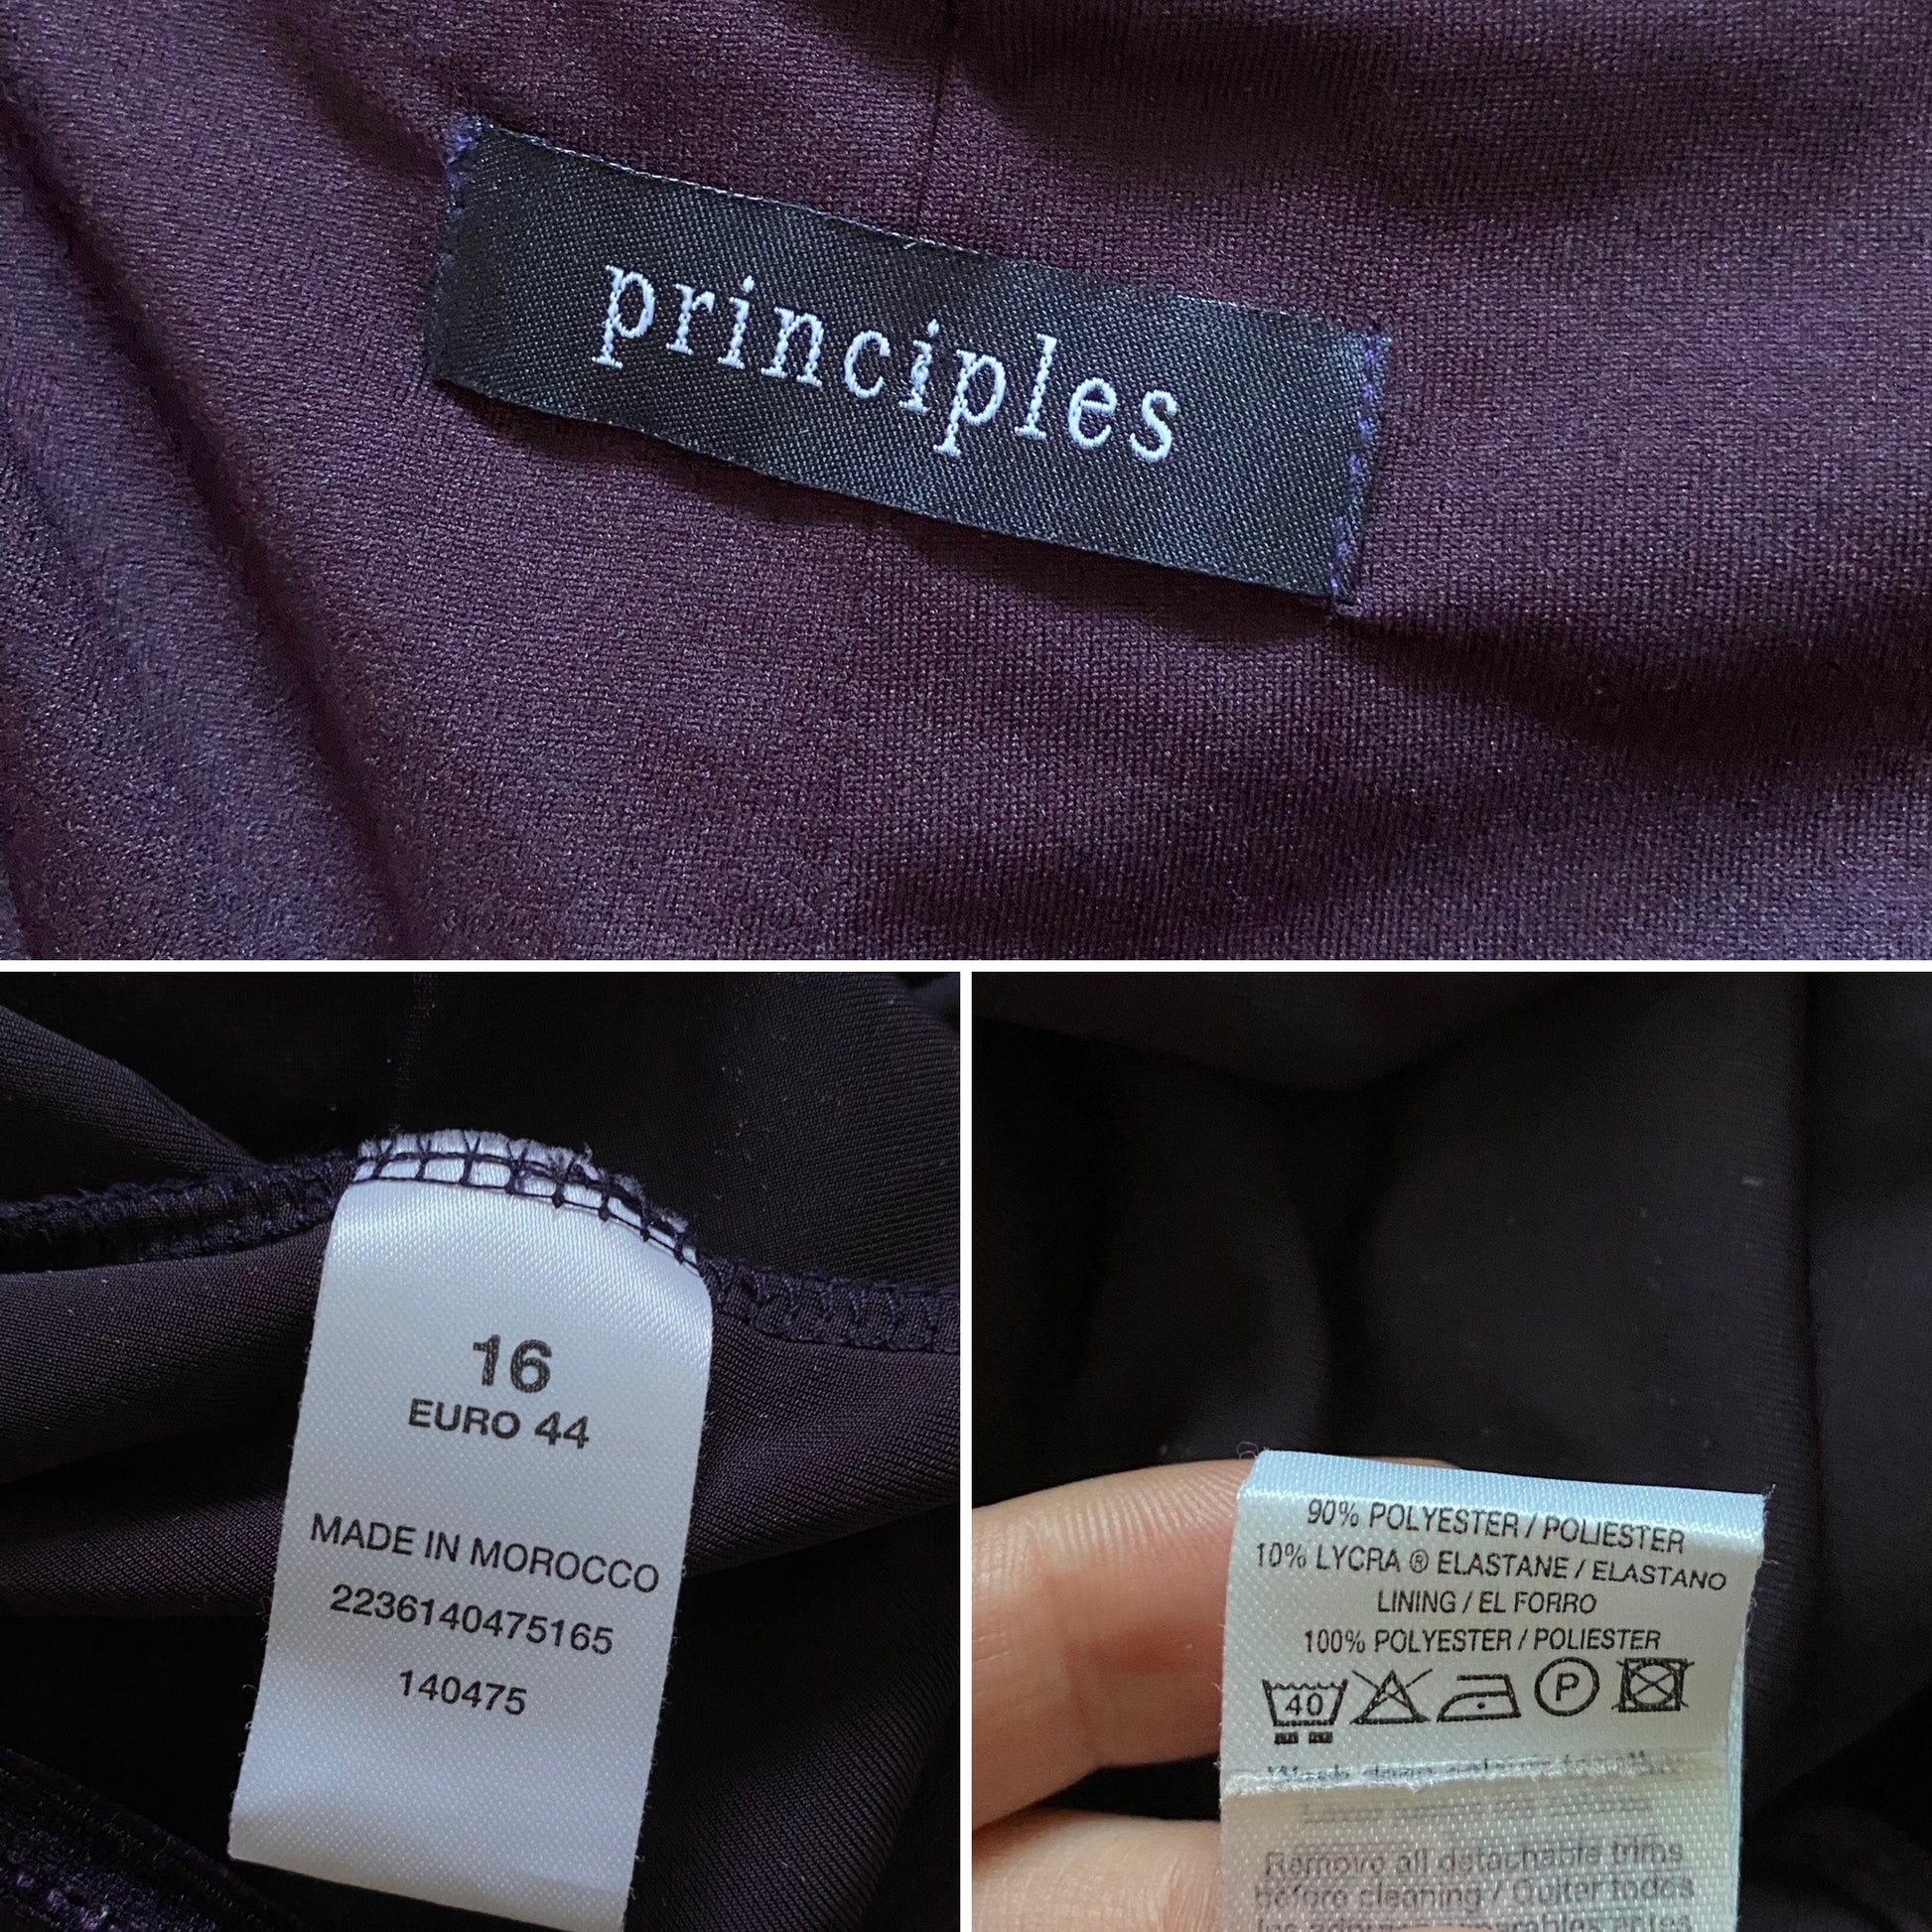 principles
16
EURO 44
MADE IN MOROCCO
2236140475165
140475
90% POLYESTER / POLIESTER
10% LYCRA ® ELASTANE / ELASTANO
LINING / EL FORRO
100% POLYESTER / POLIESTER
40 P
Remove all detachable trims
before cleaning / Quitar todos